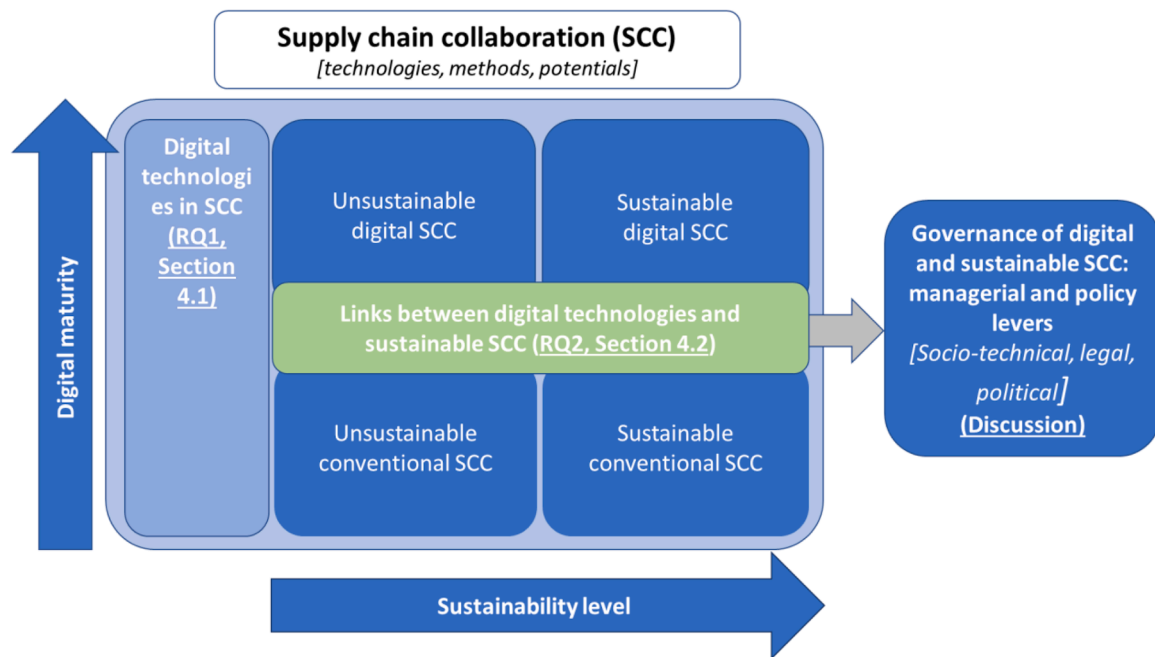 Supply chain collaboration (SCC)
[technologies, methods, potentials]
Digital maturity
Digital
technologi
es in SCC
(RQ1,
Section
4.1)
Unsustainable
digital SCC
Sustainable
digital SCC
Links between digital technologies and
sustainable SCC (RQ2, Section 4.2)
Unsustainable
conventional SCC
Sustainable
conventional SCC
Governance of digital
and sustainable SCC:
managerial and policy
levers
[Socio-technical, legal,
political]
(Discussion)
Sustainability level